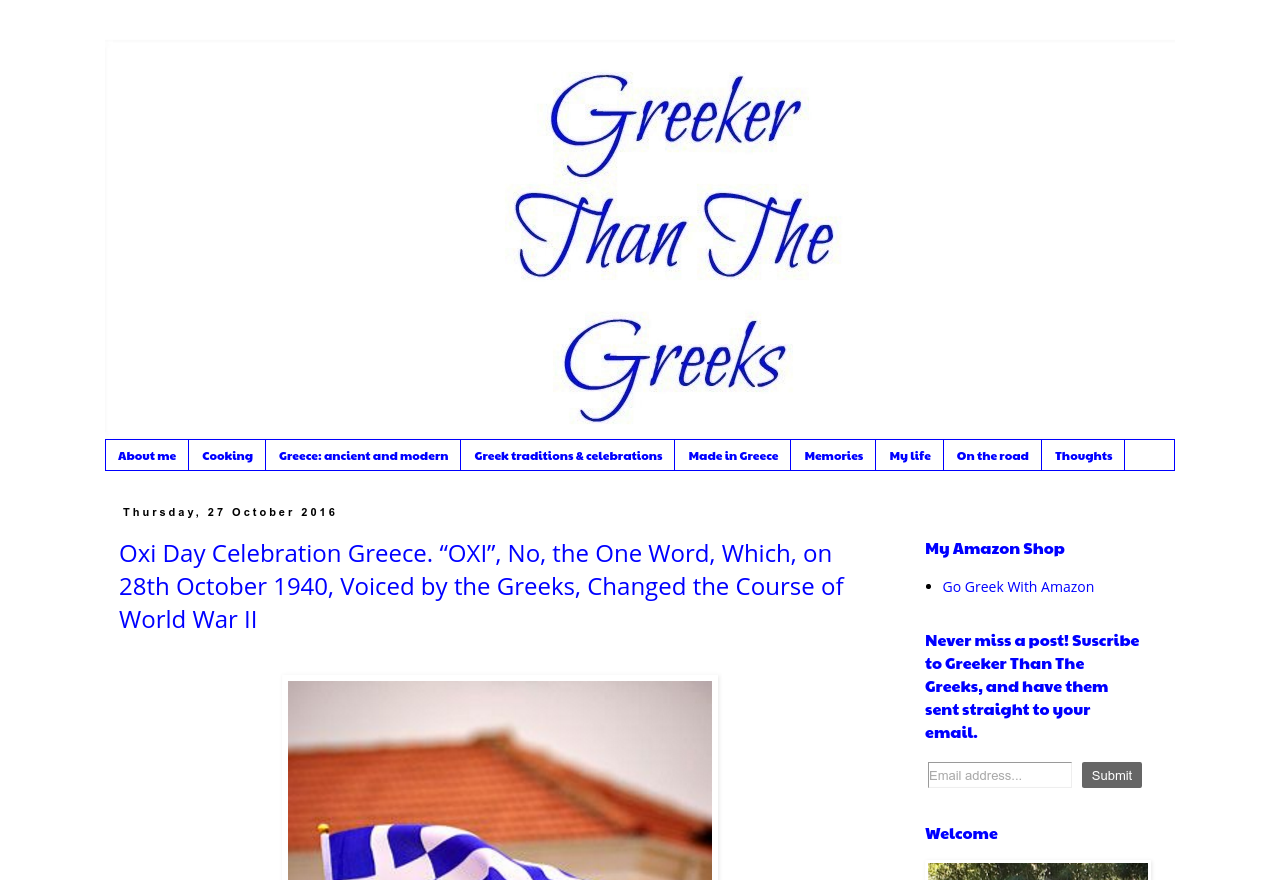 Greeker
Than The
Greeks
About me
Cooking
Greece: ancient and modern
Greek traditions & celebrations
Made in Greece
Memories
My life
On the road
Thoughts
Thursday, 27 October 2016
Oxi Day Celebration Greece. “OXI”, No, the One Word, Which, on
28th October 1940, Voiced by the Greeks, Changed the Course of
World War II
My Amazon Shop
Go Greek With Amazon
Never miss a post! Suscribe
to Greeker Than The
Greeks, and have them
sent straight to your
email.
Email address...
Submit
Welcome